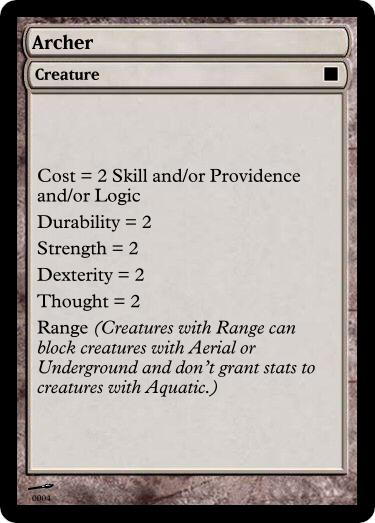 Archer
Creature
Cost = 2 Skill and/or Providence
and/or Logic
Durability = 2
Strength = 2
Dexterity = 2
Thought = 2
Range (Creatures with Range can
block creatures with Aerial or
Underground and don't grant stats to
creatures with Aquatic.)
0004